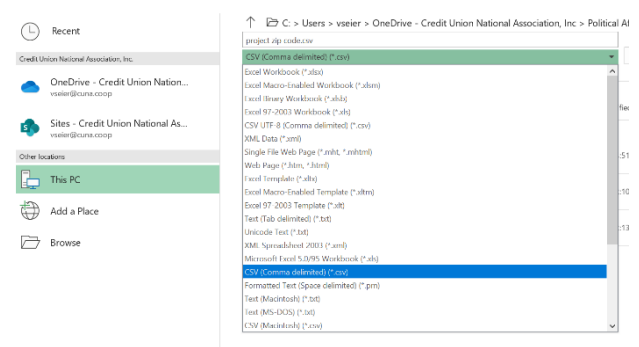 Recent
Credit Union National Association, Inc.
OneDrive - Credit Union Nation...
vseier@cuna.coop
Sites - Credit Union National As...
vseier@cuna.coop
Other locations
This PC
Add a Place
Browse
C: > Users > vseier > OneDrive - Credit Union National Association, Inc > Political Af
project zip code.csv
CSV (Comma delimited) (*.csv)
Excel Workbook (*.xlsx)
Excel Macro-Enabled Workbook (*.xlsm)
Excel Binary Workbook (*.xlsb)
Excel 97-2003 Workbook (*.xls)
CSV UTF-8 (Comma delimited) (*.csv)
XML Data (*.xml)
Single File Web Page (*.mht, *.mhtml)
Web Page (*.htm, *.html)
Excel Template (*.xltx)
Excel Macro-Enabled Template (*.xltm)
Excel 97-2003 Template (*.xlt)
Text (Tab delimited) (*.txt)
Unicode Text (*.txt)
XML Spreadsheet 2003 (*.xml)
Microsoft Excel 5.0/95 Workbook (*.xls)
CSV (Comma delimited) (*.csv)
Formatted Text (Space delimited) (*.prn)
Text (Macintosh) (*.txt)
Text (MS-DOS) (*.txt)
CSV (Macintosh) (*.csv)
:51
:10
:13